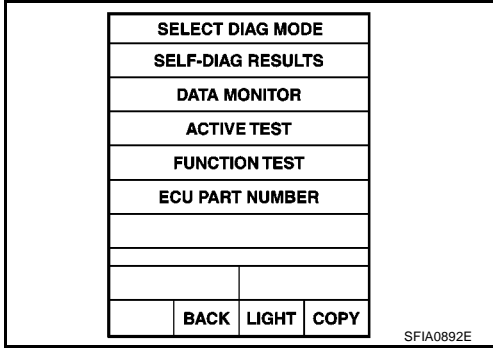 SELECT DIAG MODE
SELF-DIAG RESULTS
DATA MONITOR
ACTIVE TEST
FUNCTION TEST
ECU PART NUMBER
BACK LIGHT COPY
SFIA0892E